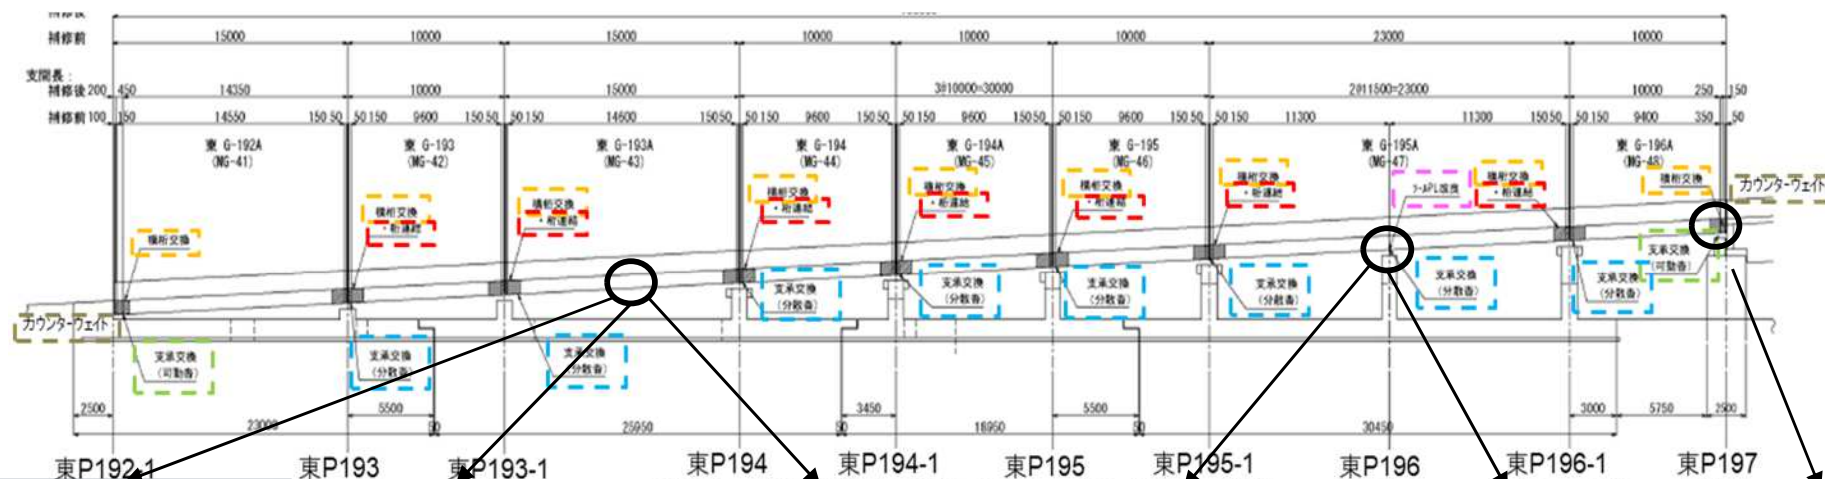 補修前 15000 10000 15000 10000 10000 10000 23000 10000
支間長:
補修後 200 450 14350 10000 15000 3@10000=30000 2@11500=23000 10000 250 150
補修前 100 150 14550 150 50 50 150 9600 150 50 50 150 14600 150 50 50 150 9600 150 50 50 150 9600 150 50 50 150 9600 150 50 50 150 11300 11300 150 50 50 150 9400 350 50
東 G-192A 東 G-193 東 G-193A 東 G-194 東 G-194A 東 G-195 東 G-195A 東 G-196A
(MG-41) (MG-42) (MG-43) (MG-44) (MG-45) (MG-46) (MG-47) (MG-48)
横桁交換
横桁交換
・桁連結
横桁交換
・桁連結
横桁交換
・桁連結
横桁交換
・桁連結
横桁交換
・桁連結
横桁交換
・桁連結
横桁交換
・桁連結
横桁交換
カウンターウェイト
カウンターウェイト
支承交換
(可動沓)
支承交換
(分散沓)
支承交換
(分散沓)
支承交換
(分散沓)
支承交換
(分散沓)
支承交換
(分散沓)
支承交換
(分散沓)
支承交換
(分散沓)
支承交換
(分散沓)
支承交換
(可動沓)
2500 5500 3450 5500 3000 5750 2500
23000 50 25950 50 18950 50 30450
東P192-1 東P193 東P193-1 東P194 東P194-1 東P195 東P195-1 東P196 東P196-1 東P197